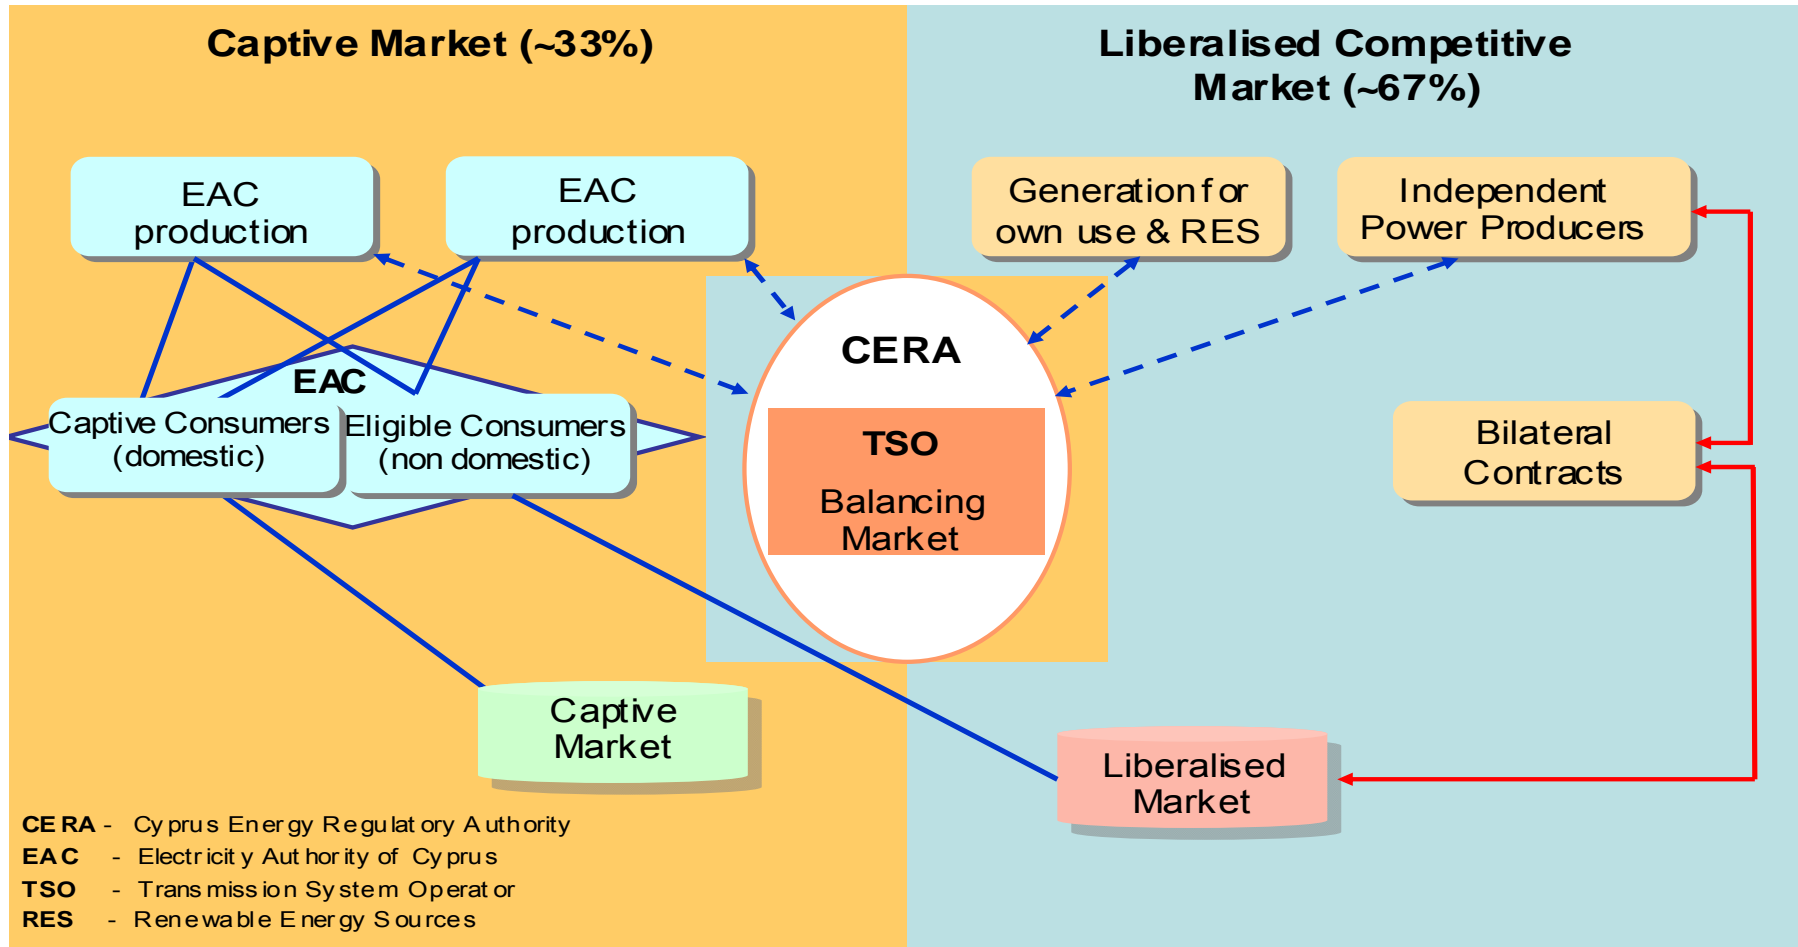 Captive Market (~33%)
Liberalised Competitive
Market (~67%)
EAC
production
EAC
production
Generation for
own use & RES
Independent
Power Producers
CERA
EAC
Captive Consumers
(domestic)
Eligible Consumers
(non domestic)
TSO
Balancing
Market
Bilateral
Contracts
Captive
Market
Liberalised
Market
CERA - Cyprus Energy Regulatory Authority
EAC - Electricity Authority of Cyprus
TSO - Transmission System Operator
RES - Renewable Energy Sources